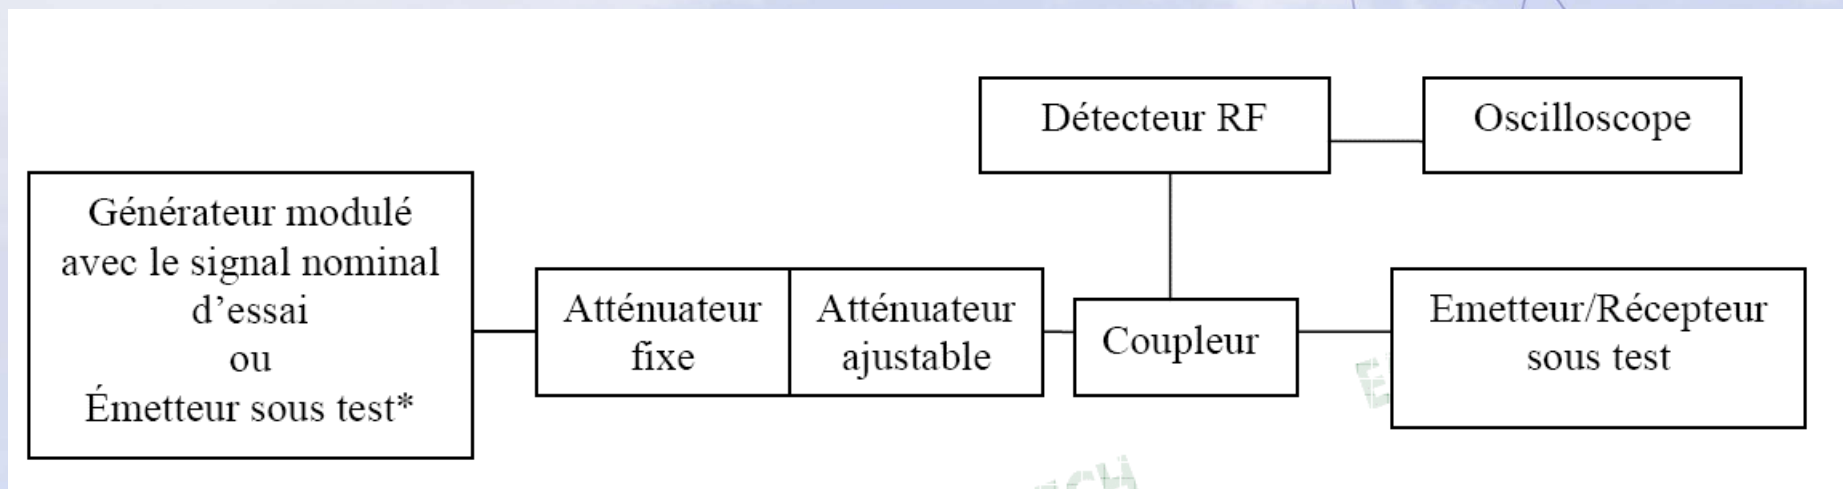 Détecteur RF
Oscilloscope
Générateur modulé
avec le signal nominal
d'essai
ou
Émetteur sous test*
Atténuateur
fixe
Atténuateur
ajustable
Coupleur
Emetteur/Récepteur
sous test